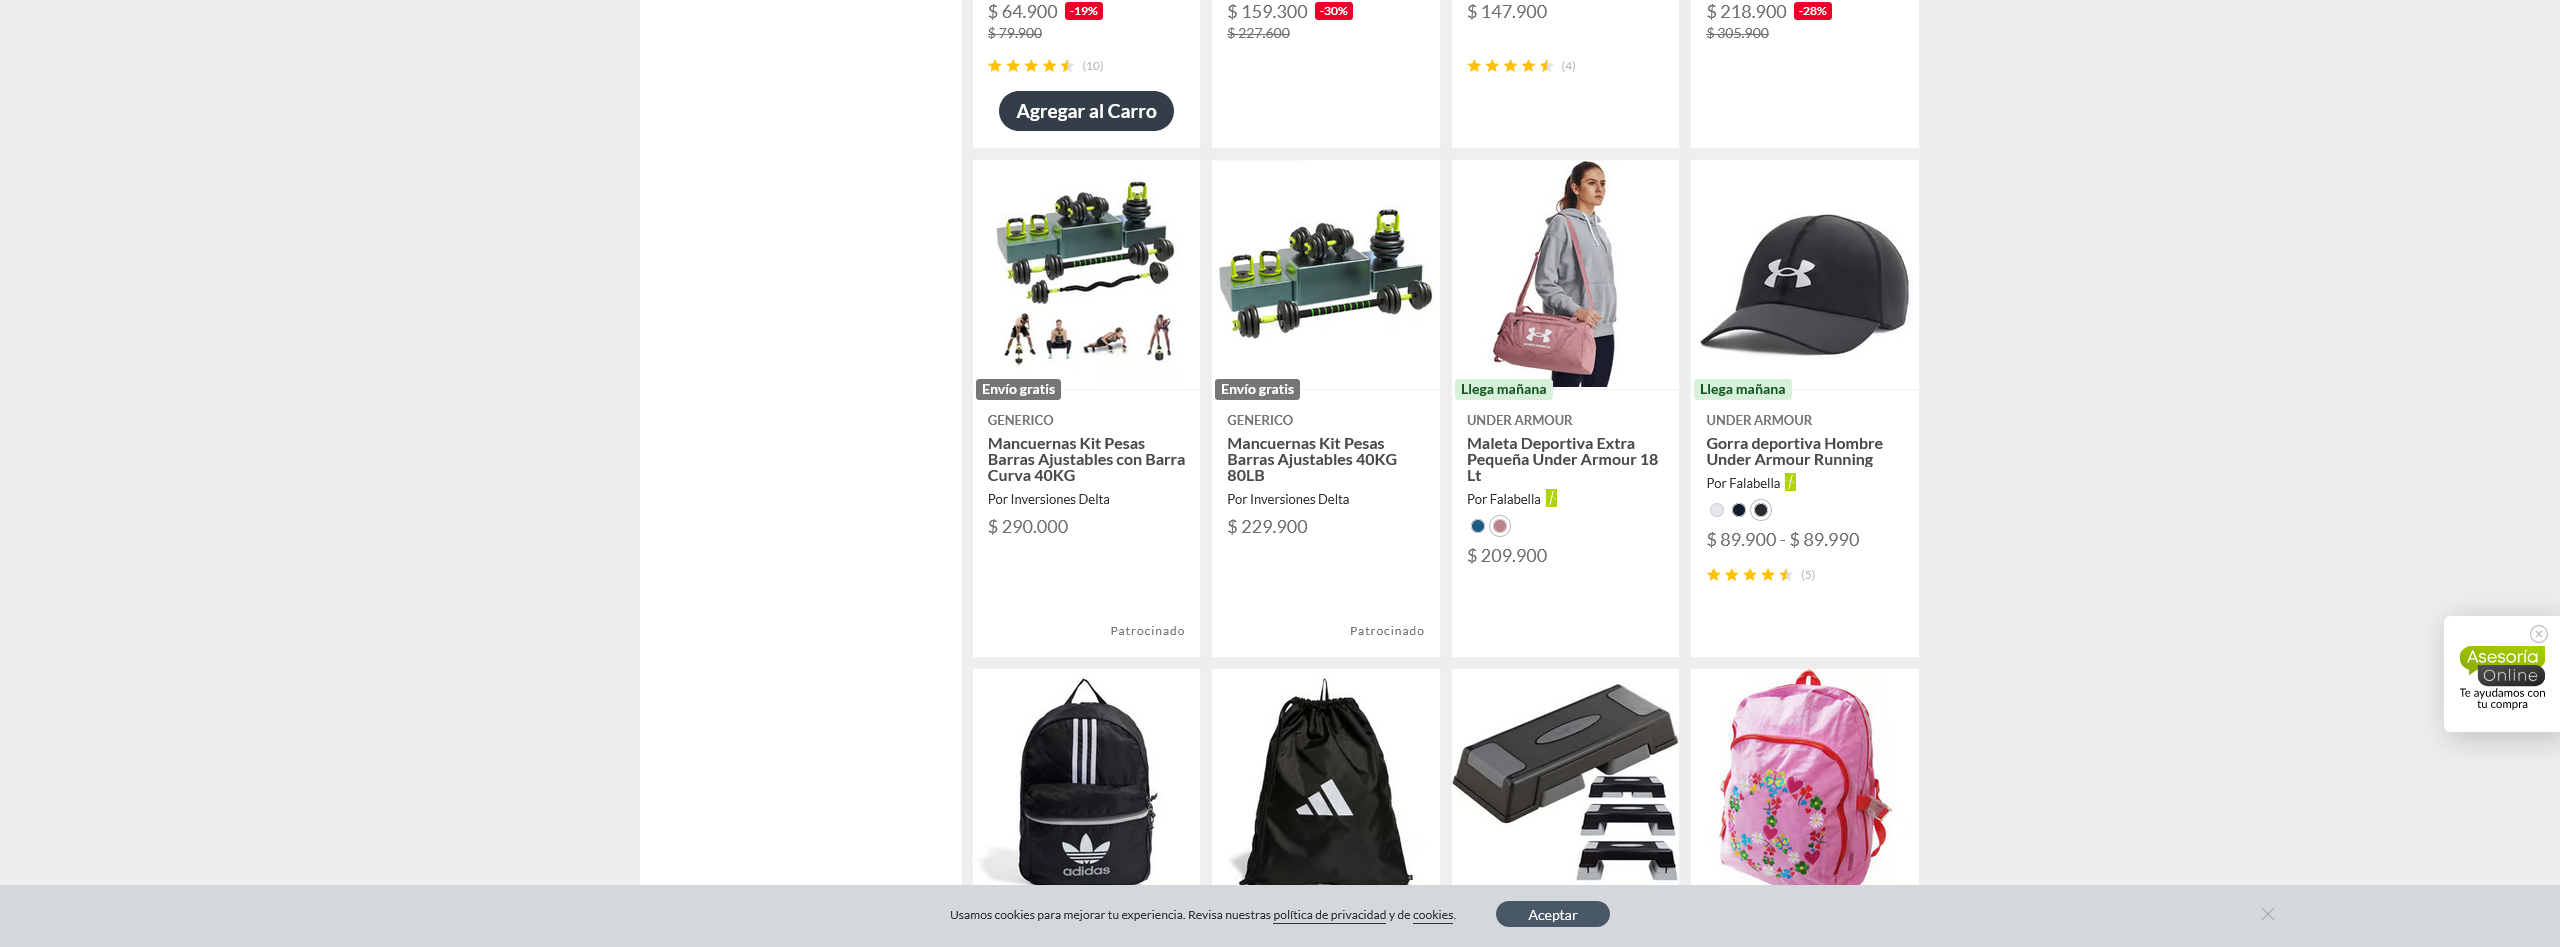 $ 64.900 -19%
$ 79.900
(10)
Agregar al Carro
$ 159.300 -30%
$ 227.600
$ 147.900
(4)
$ 218.900 -28%
$ 305.900
Envío gratis
GENERICO
Mancuernas Kit Pesas
Barras Ajustables con Barra
Curva 40KG
Por Inversiones Delta
$ 290.000
Patrocinado
Envío gratis
GENERICO
Mancuernas Kit Pesas
Barras Ajustables 40KG
80LB
Por Inversiones Delta
$ 229.900
Patrocinado
Llega mañana
UNDER ARMOUR
Maleta Deportiva Extra
Pequeña Under Armour 18
Lt
Por Falabella
$ 209.900
Llega mañana
UNDER ARMOUR
Gorra deportiva Hombre
Under Armour Running
Por Falabella
$ 89.900 - $ 89.990
(5)
adidas
Asesoría
Online
Te ayudamos con
tu compra
Usamos cookies para mejorar tu experiencia. Revisa nuestras política de privacidad y de cookies.
Aceptar